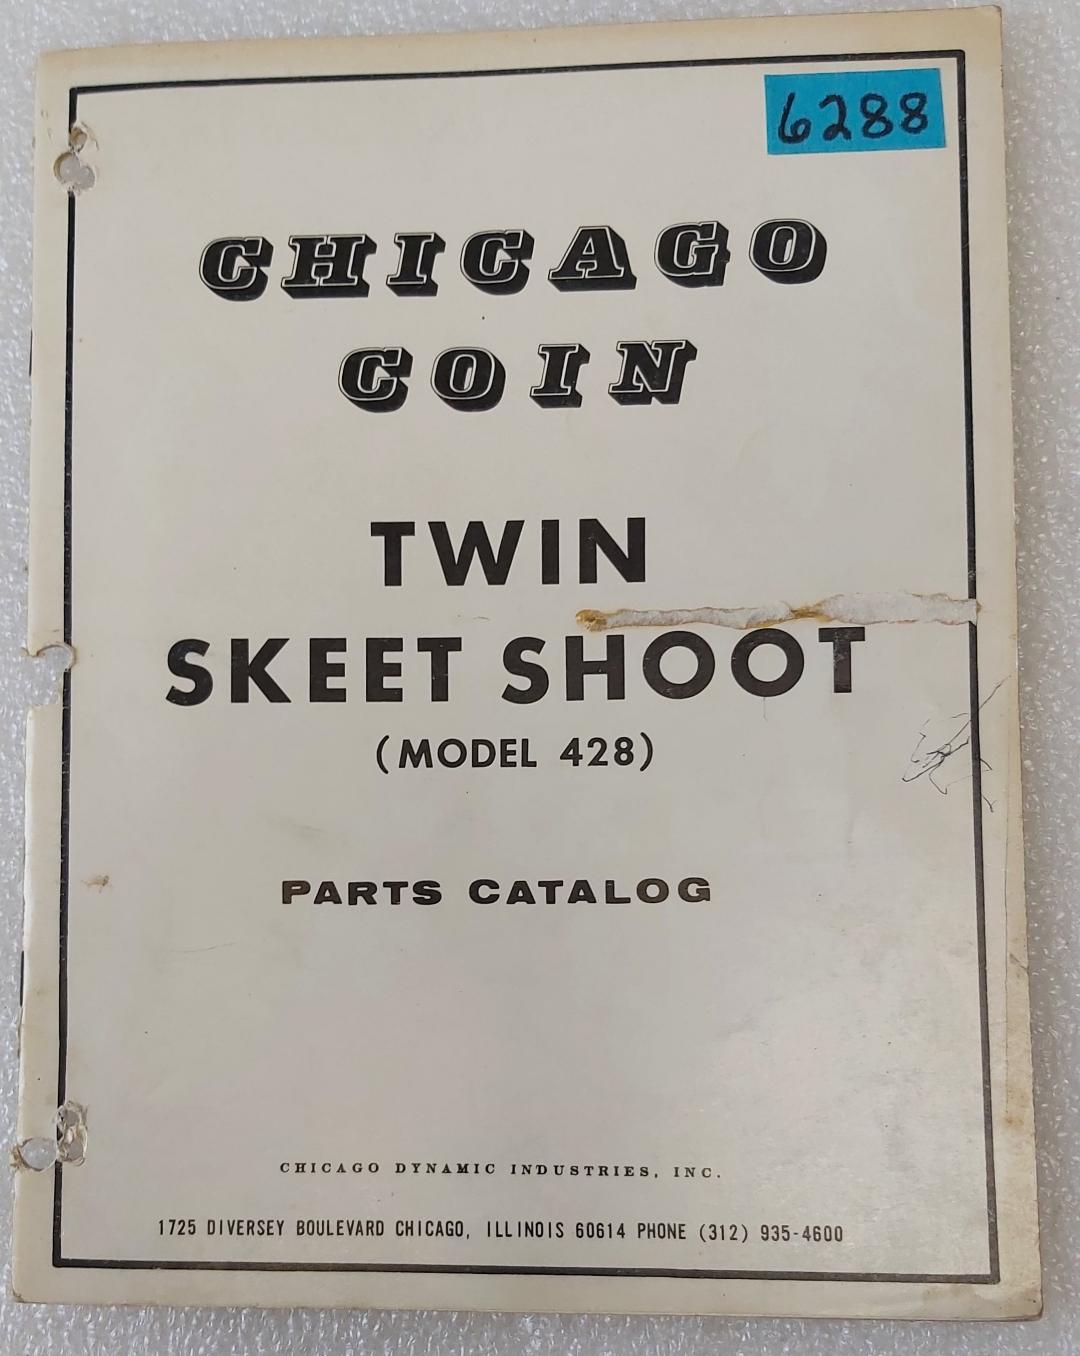 6288
CHICAGO
COIN
TWIN
SKEET SHOOT
(MODEL 428)
PARTS CATALOG
CHICAGO DYNAMIC INDUSTRIES, INC.
1725 DIVERSEY BOULEVARD CHICAGO, ILLINOIS 60614 PHONE (312) 935-4600